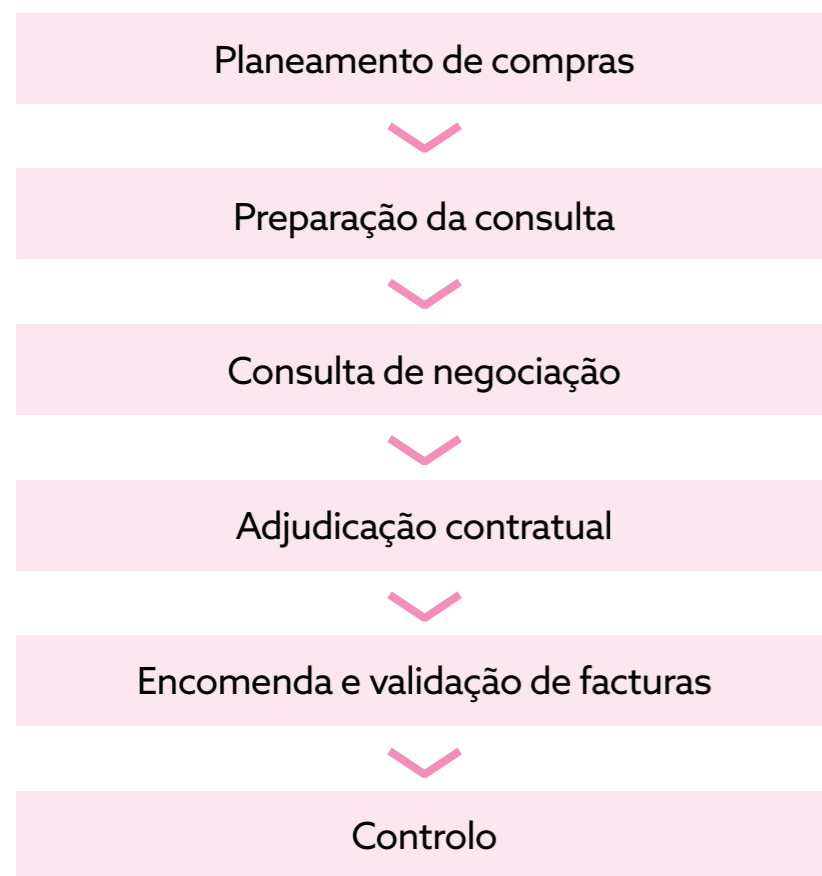 Planeamento de compras
Preparação da consulta
Consulta de negociação
Adjudicação contratual
Encomenda e validação de facturas
Controlo